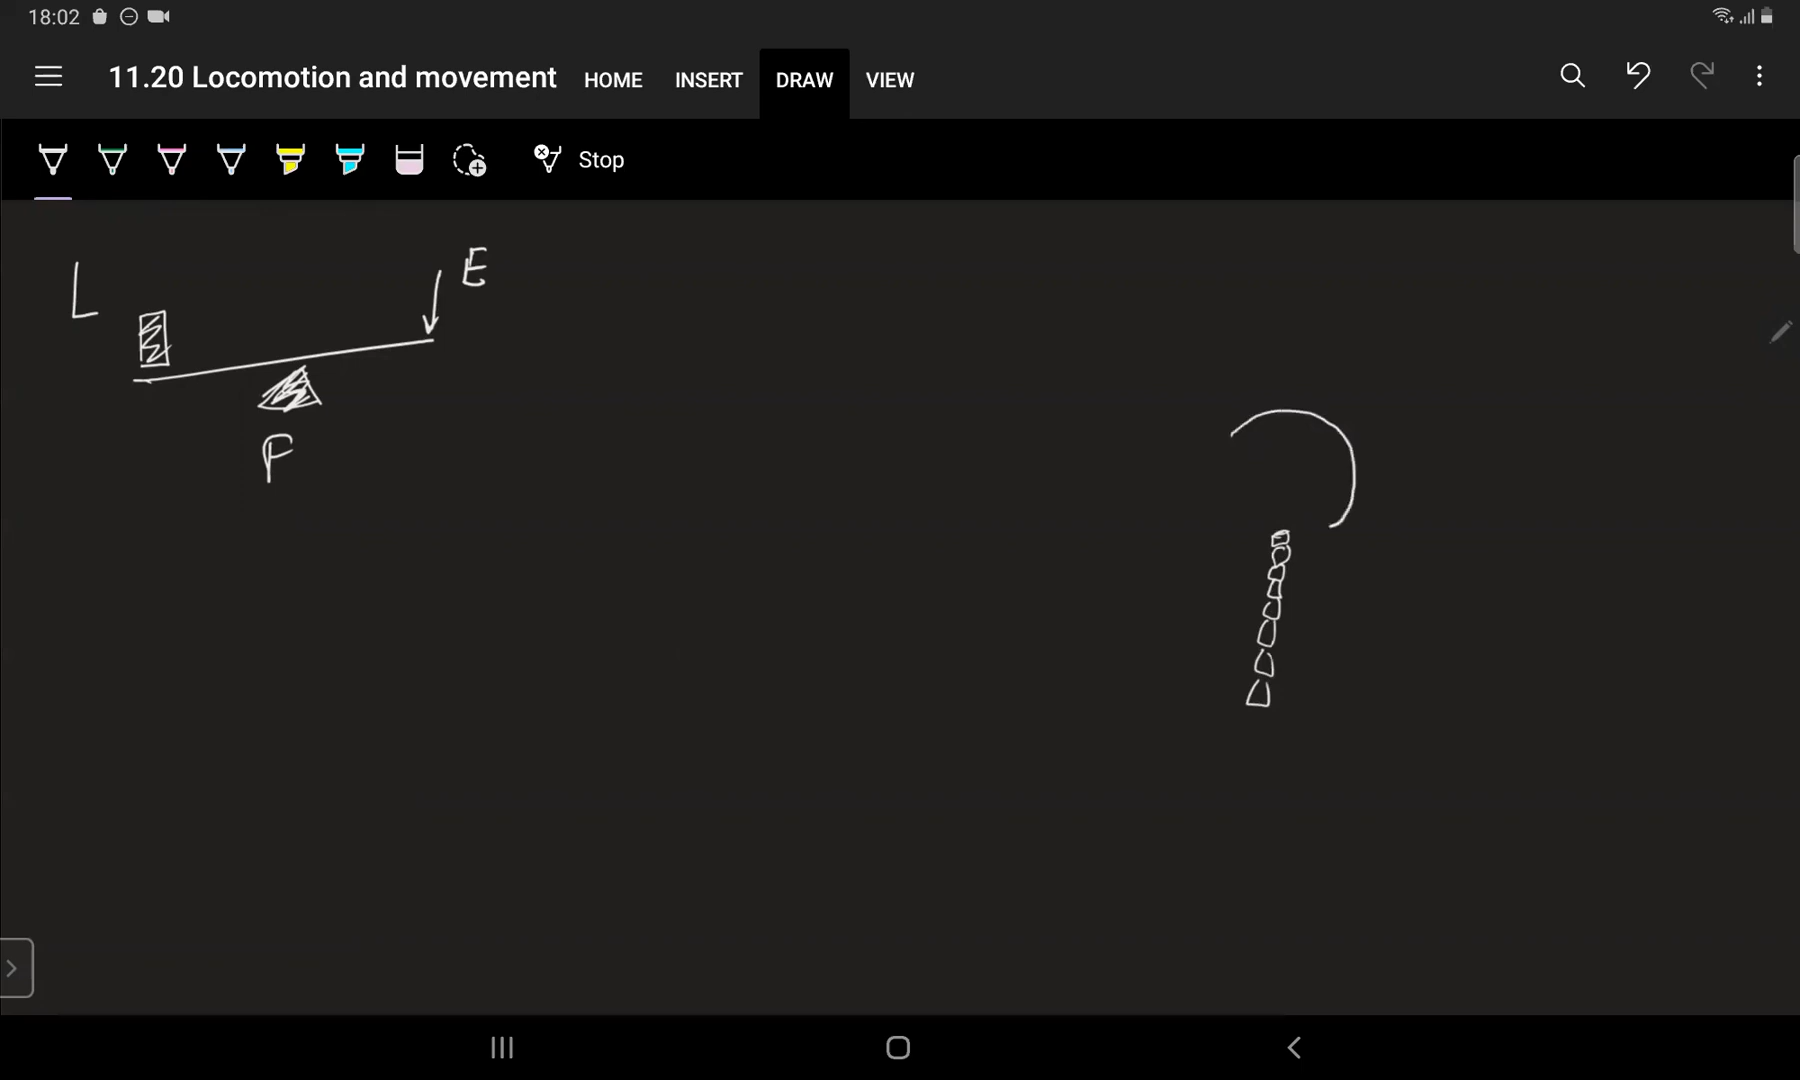 18:02
11.20 Locomotion and movement HOME INSERT DRAW VIEW
Stop
E
L
F